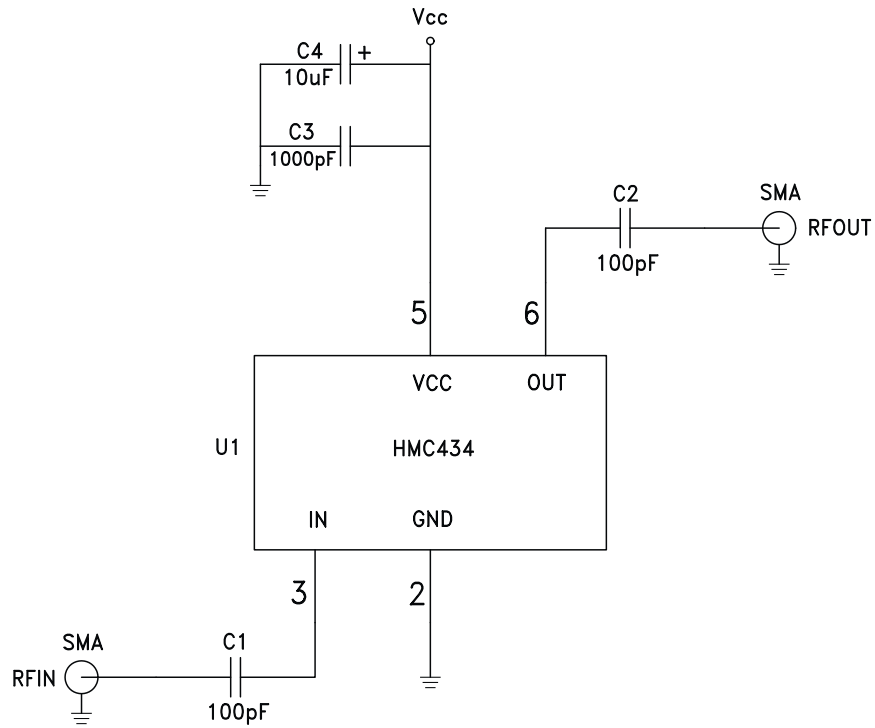 Vcc
C4
+
10uF
C3
1000pF
C2
100pF
SMA
RFOUT
5
6
VCC
OUT
U1
HMC434
IN
GND
3
2
SMA
RFIN
C1
100pF